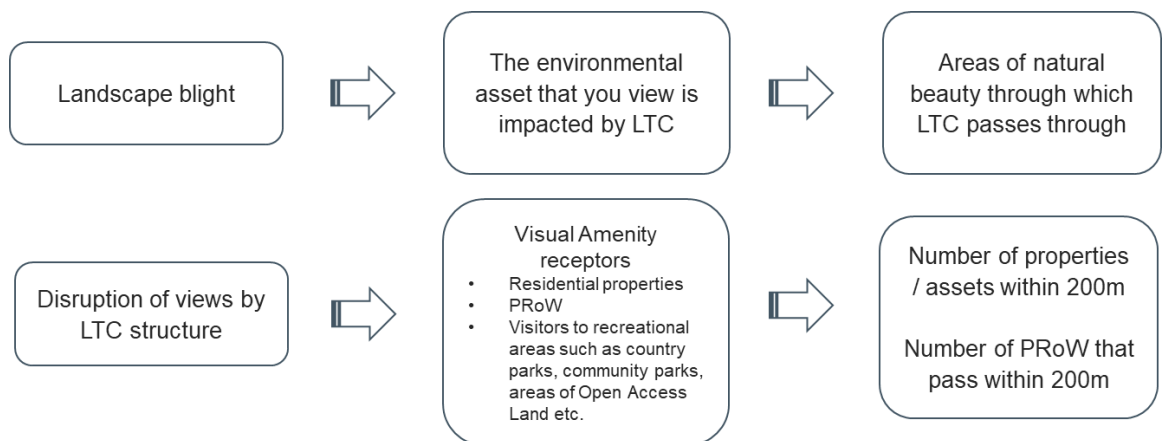 Landscape blight
The environmental
asset that you view is
impacted by LTC
Areas of natural
beauty through which
LTC passes through
Disruption of views by
LTC structure
Visual Amenity
receptors
• Residential properties
• PRoW
• Visitors to recreational
areas such as country
parks, community parks,
areas of Open Access
Land etc.
Number of properties
/ assets within 200m
Number of PRoW that
pass within 200m